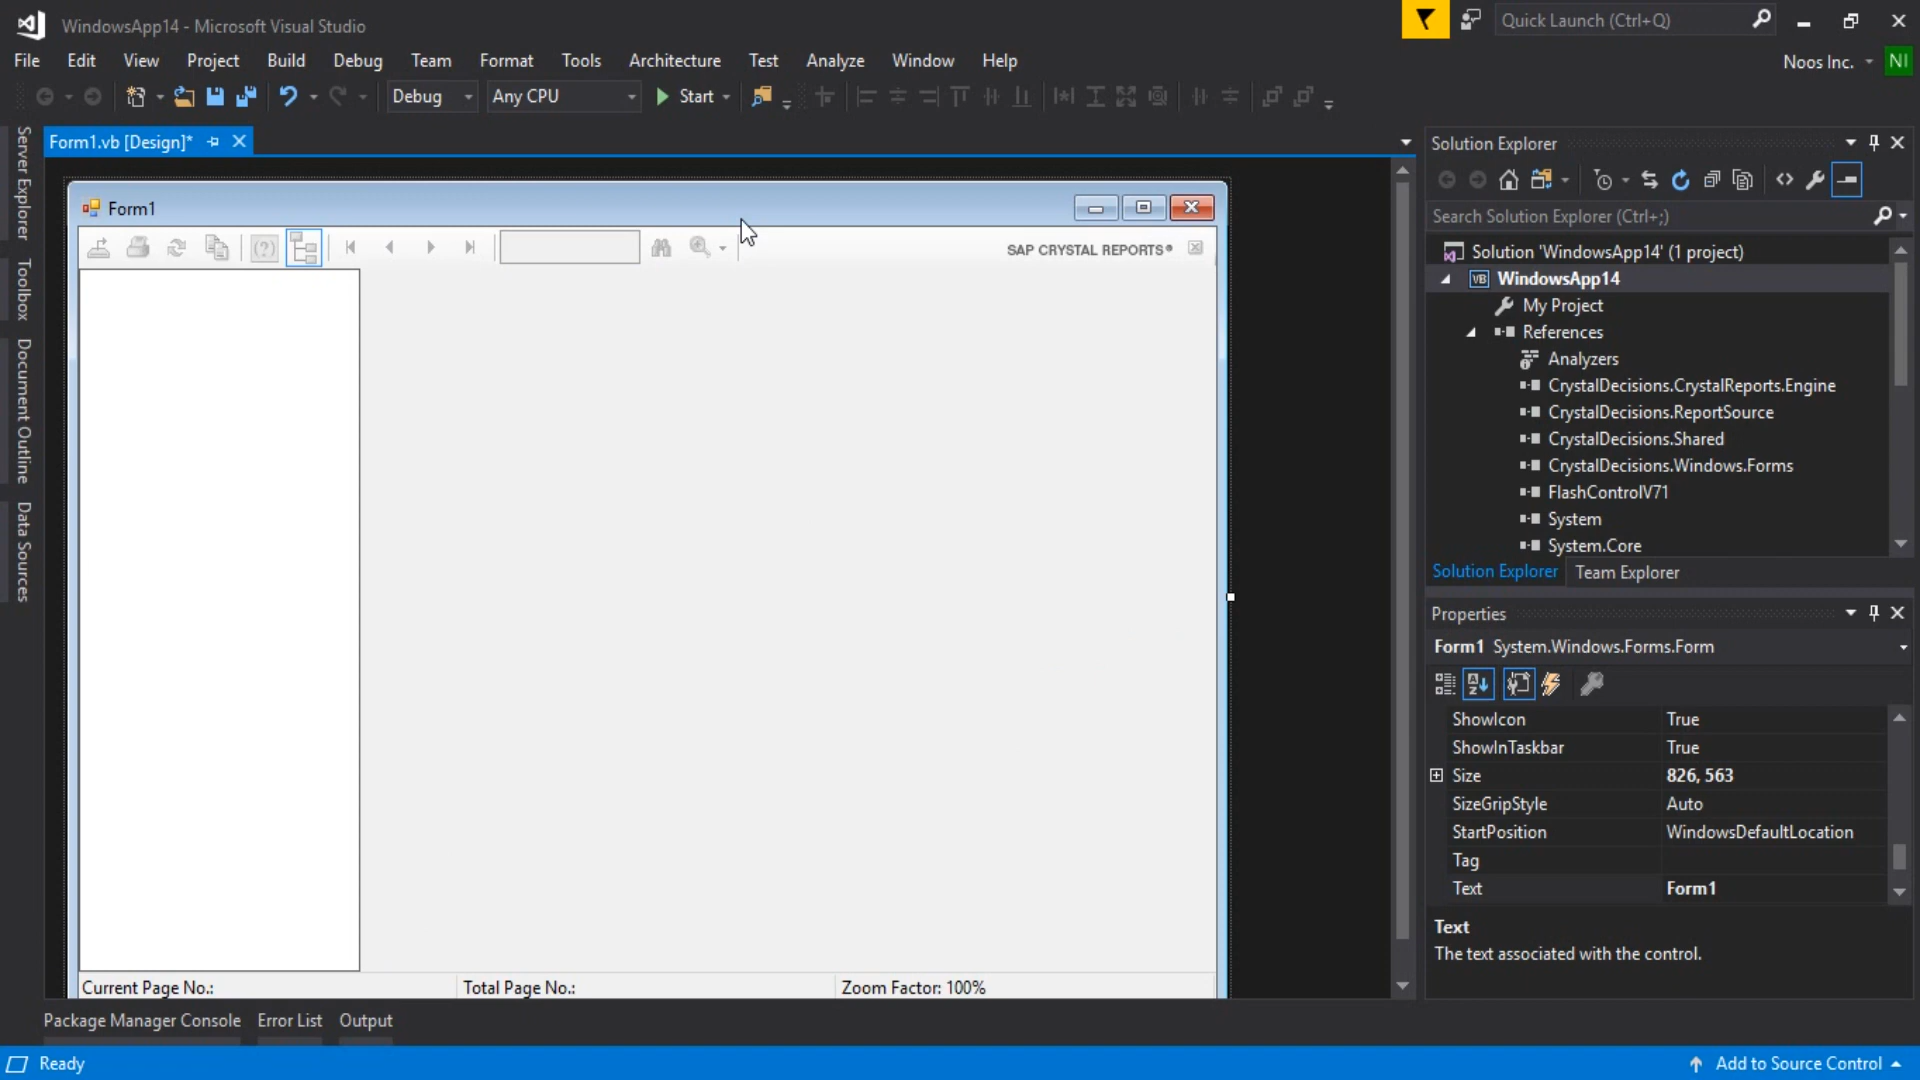 WindowsApp14 - Microsoft Visual Studio
Quick Launch (Ctrl+Q)
File Edit View Project Build Debug Team Format Tools Architecture Test Analyze Window Help
Noos Inc. NI
Debug Any CPU Start
Form1.vb [Design]*
Server Explorer
Toolbox
Document Outline
Data Sources
Form1
SAP CRYSTAL REPORTS®
Current Page No.: Total Page No.: Zoom Factor: 100%
Solution Explorer
Search Solution Explorer (Ctrl+;)
Solution 'WindowsApp14' (1 project)
VB WindowsApp14
My Project
References
Analyzers
CrystalDecisions.CrystalReports.Engine
CrystalDecisions.ReportSource
CrystalDecisions.Shared
CrystalDecisions.Windows.Forms
FlashControlV71
System
System.Core
Solution Explorer Team Explorer
Properties
Form1 System.Windows.Forms.Form
ShowIcon True
ShowInTaskbar True
Size 826, 563
SizeGripStyle Auto
StartPosition WindowsDefaultLocation
Tag
Text Form1
Text
The text associated with the control.
Package Manager Console Error List Output
Ready
Add to Source Control